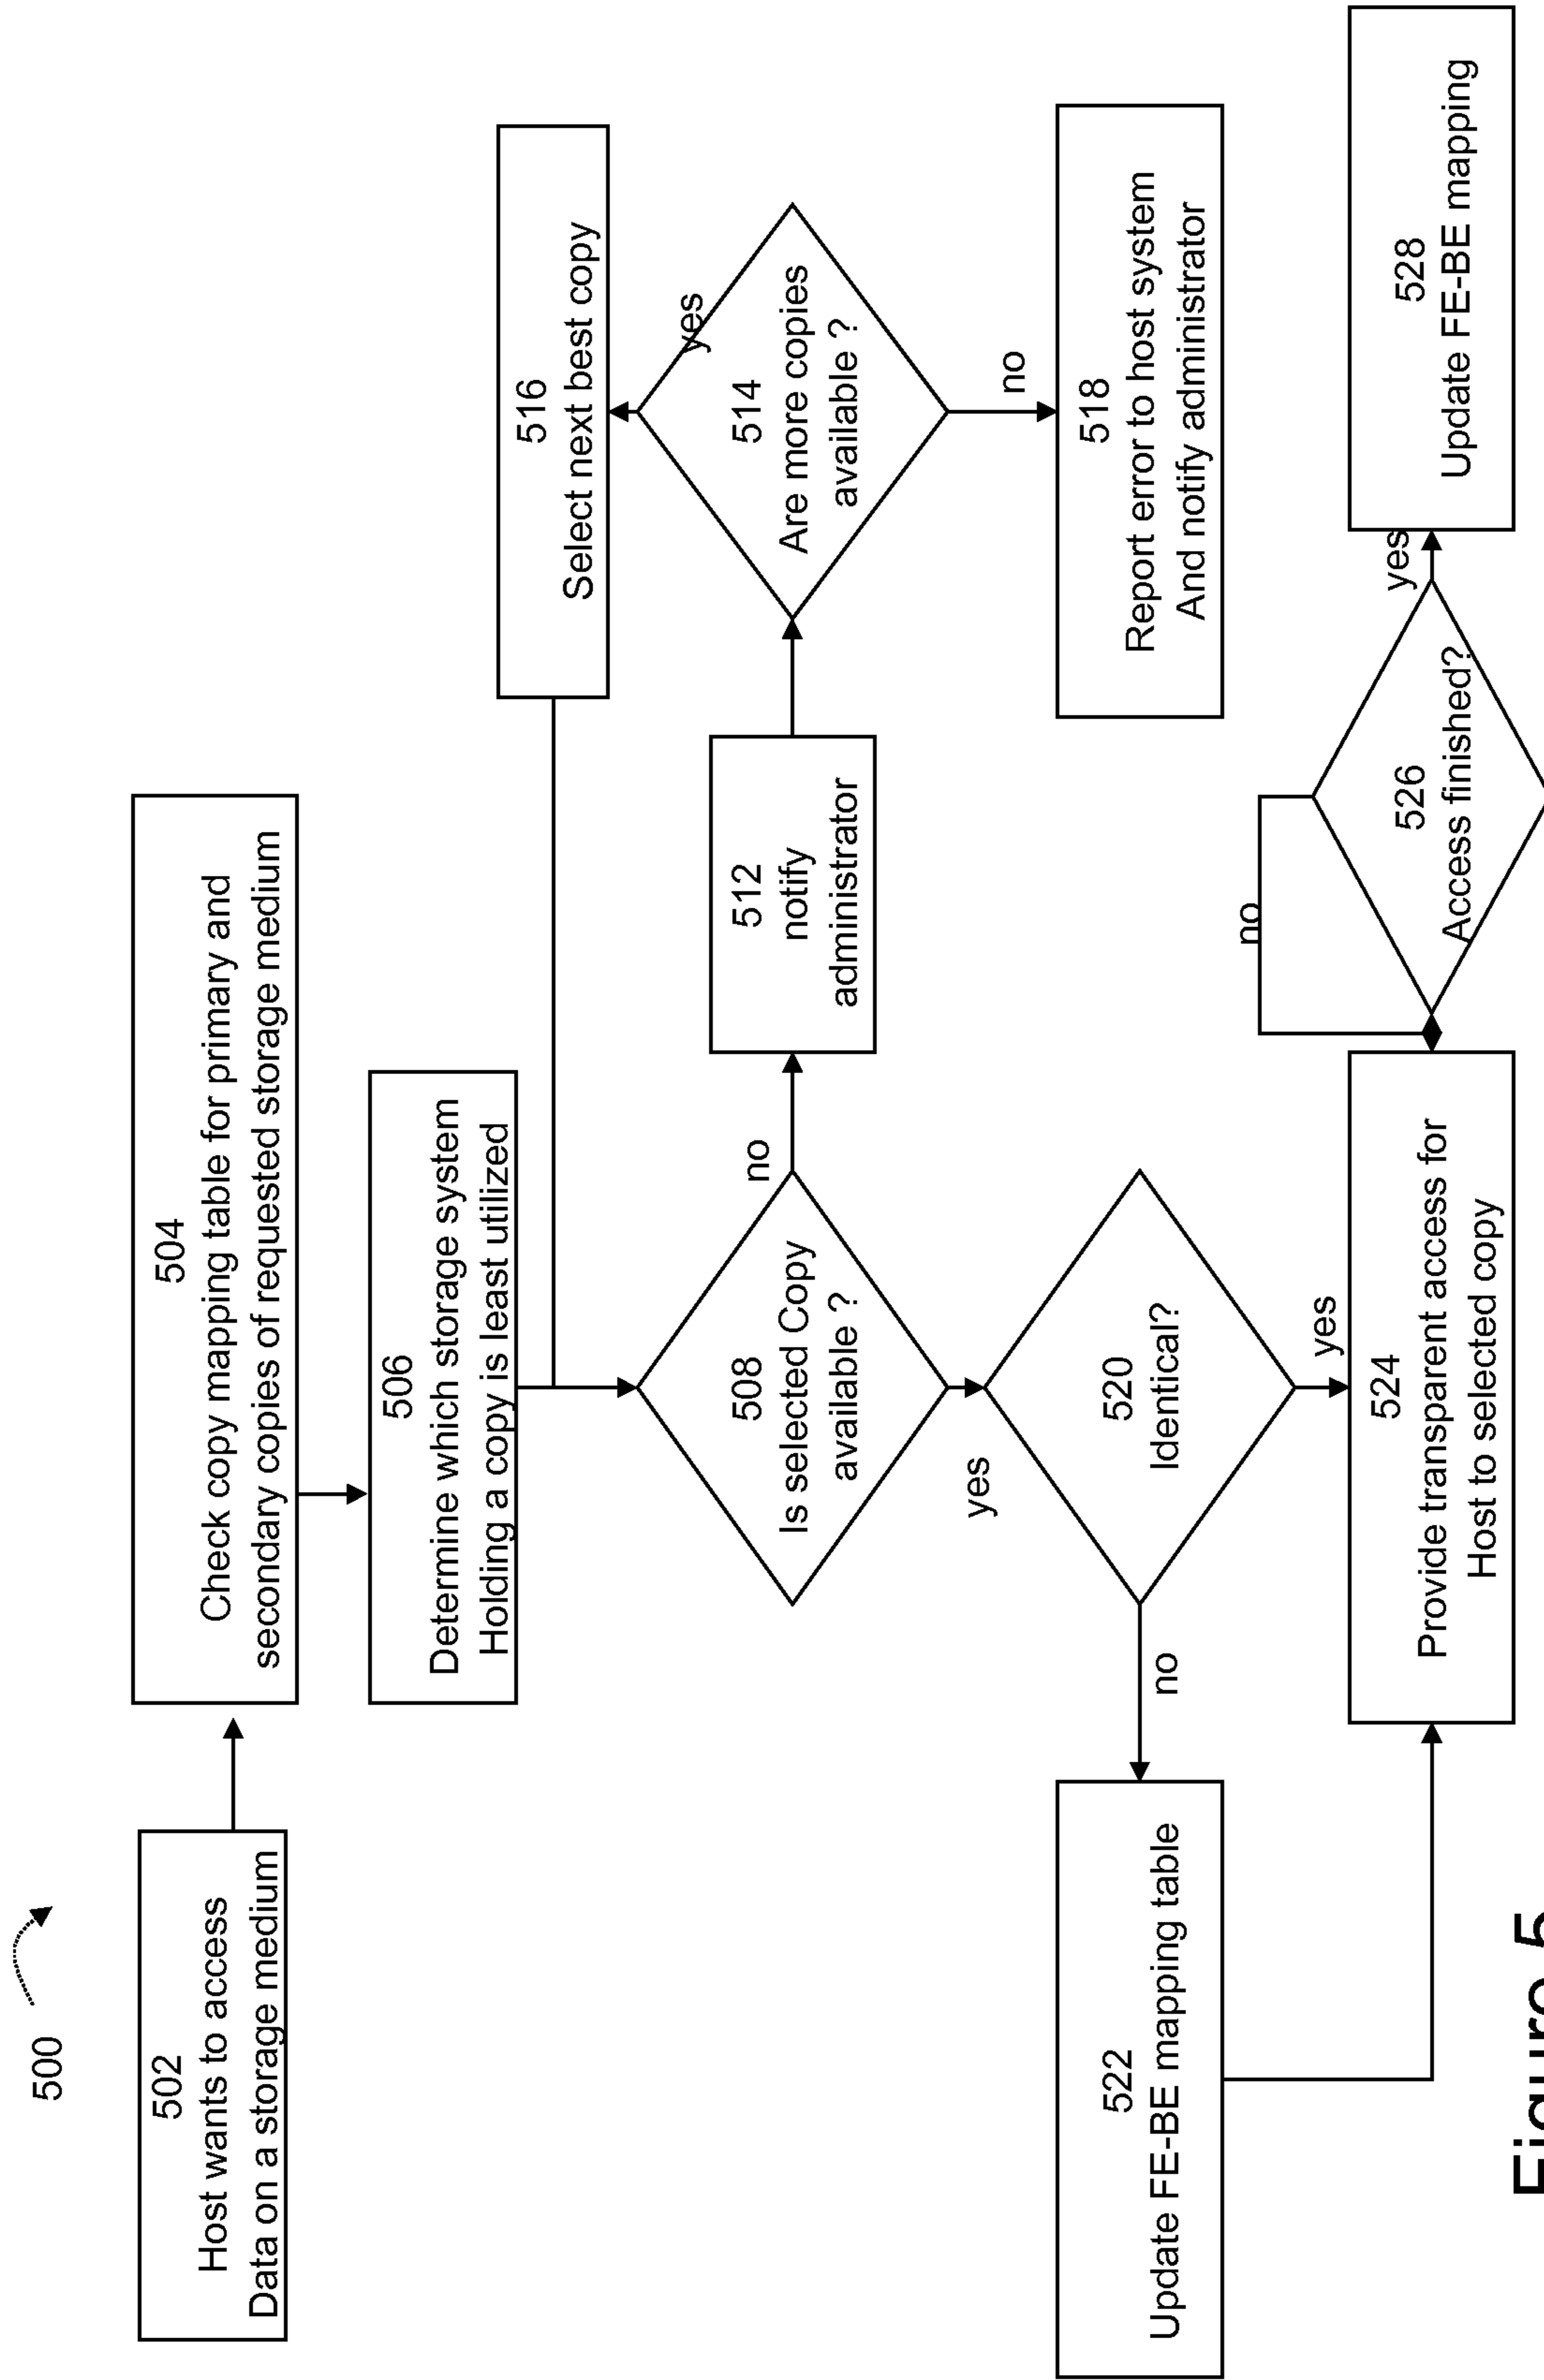 500
502
Host wants to access
Data on a storage medium
504
Check copy mapping table for primary and
secondary copies of requested storage medium
506
Determine which storage system
Holding a copy is least utilized
508
Is selected Copy
available ?
no
yes
512
notify
administrator
514
Are more copies
available ?
yes
no
516
Select next best copy
518
Report error to host system
And notify administrator
520
Identical?
no
yes
522
Update FE-BE mapping table
524
Provide transparent access for
Host to selected copy
526
Access finished?
no
yes
528
Update FE-BE mapping
Figure 5